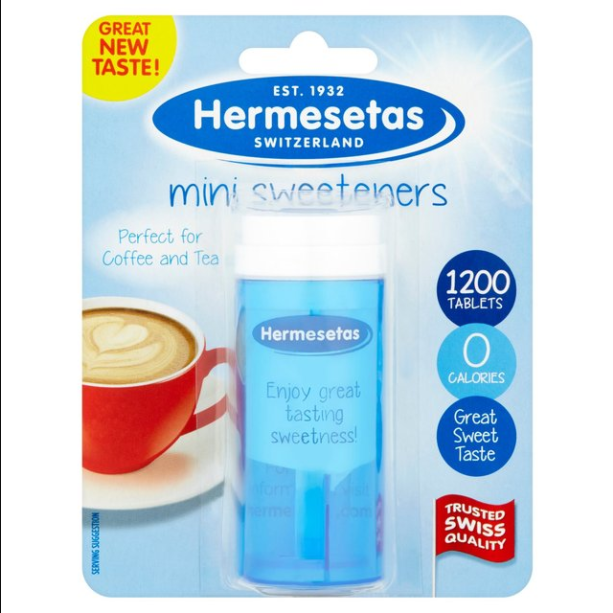 GREAT
NEW
TASTE!
EST. 1932
Hermesetas
SWITZERLAND
mini sweeteners
Perfect for
Coffee and Tea
1200
TABLETS
0
CALORIES
Great
Sweet
Taste
Hermesetas
Enjoy great
tasting
sweetness!
TRUSTED
SWISS
QUALITY
SERVING SUGGESTION